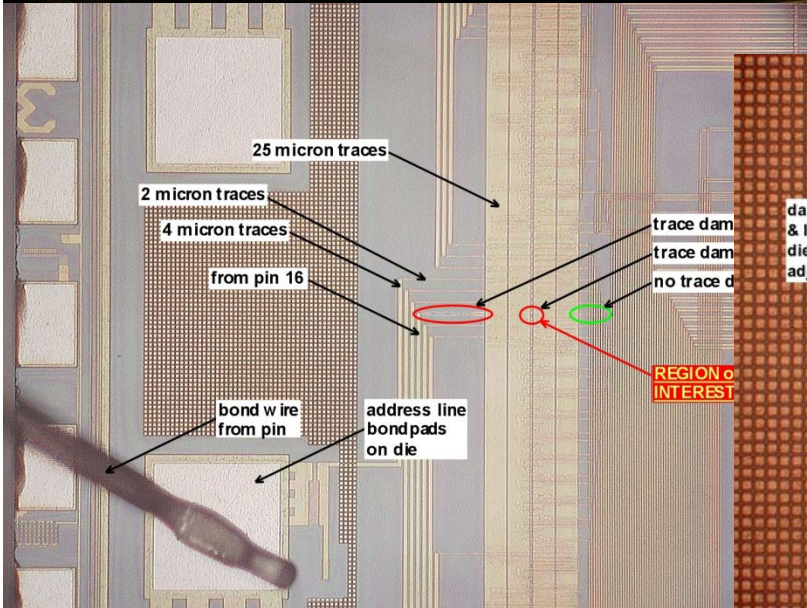 25 micron traces
2 micron traces
4 micron traces
from pin 16
trace dam
trace dam
no trace d
REGION o
INTEREST
bond wire
from pin
address line
bondpads
on die
da
& l
die
adj